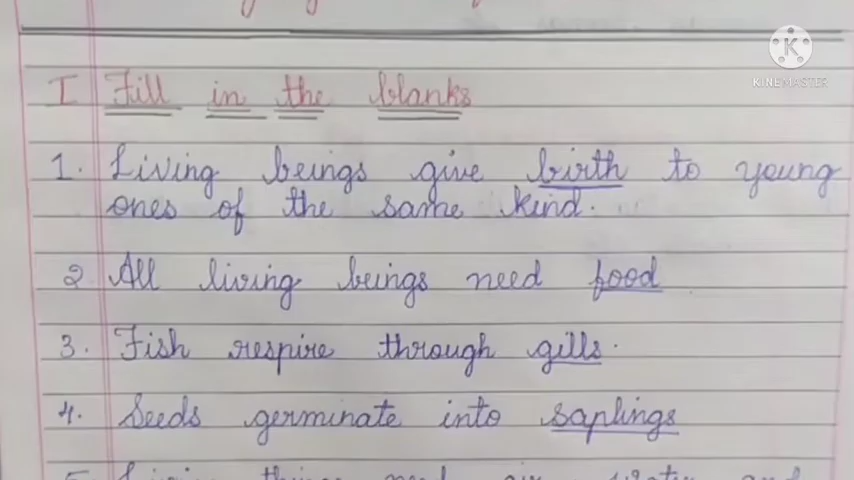 KINEMASTER
I Fill in the blanks
1. Living beings give birth to young
ones of the same kind.
2 All living beings need food
3. Fish respire through gills.
4. Seeds germinate into saplings